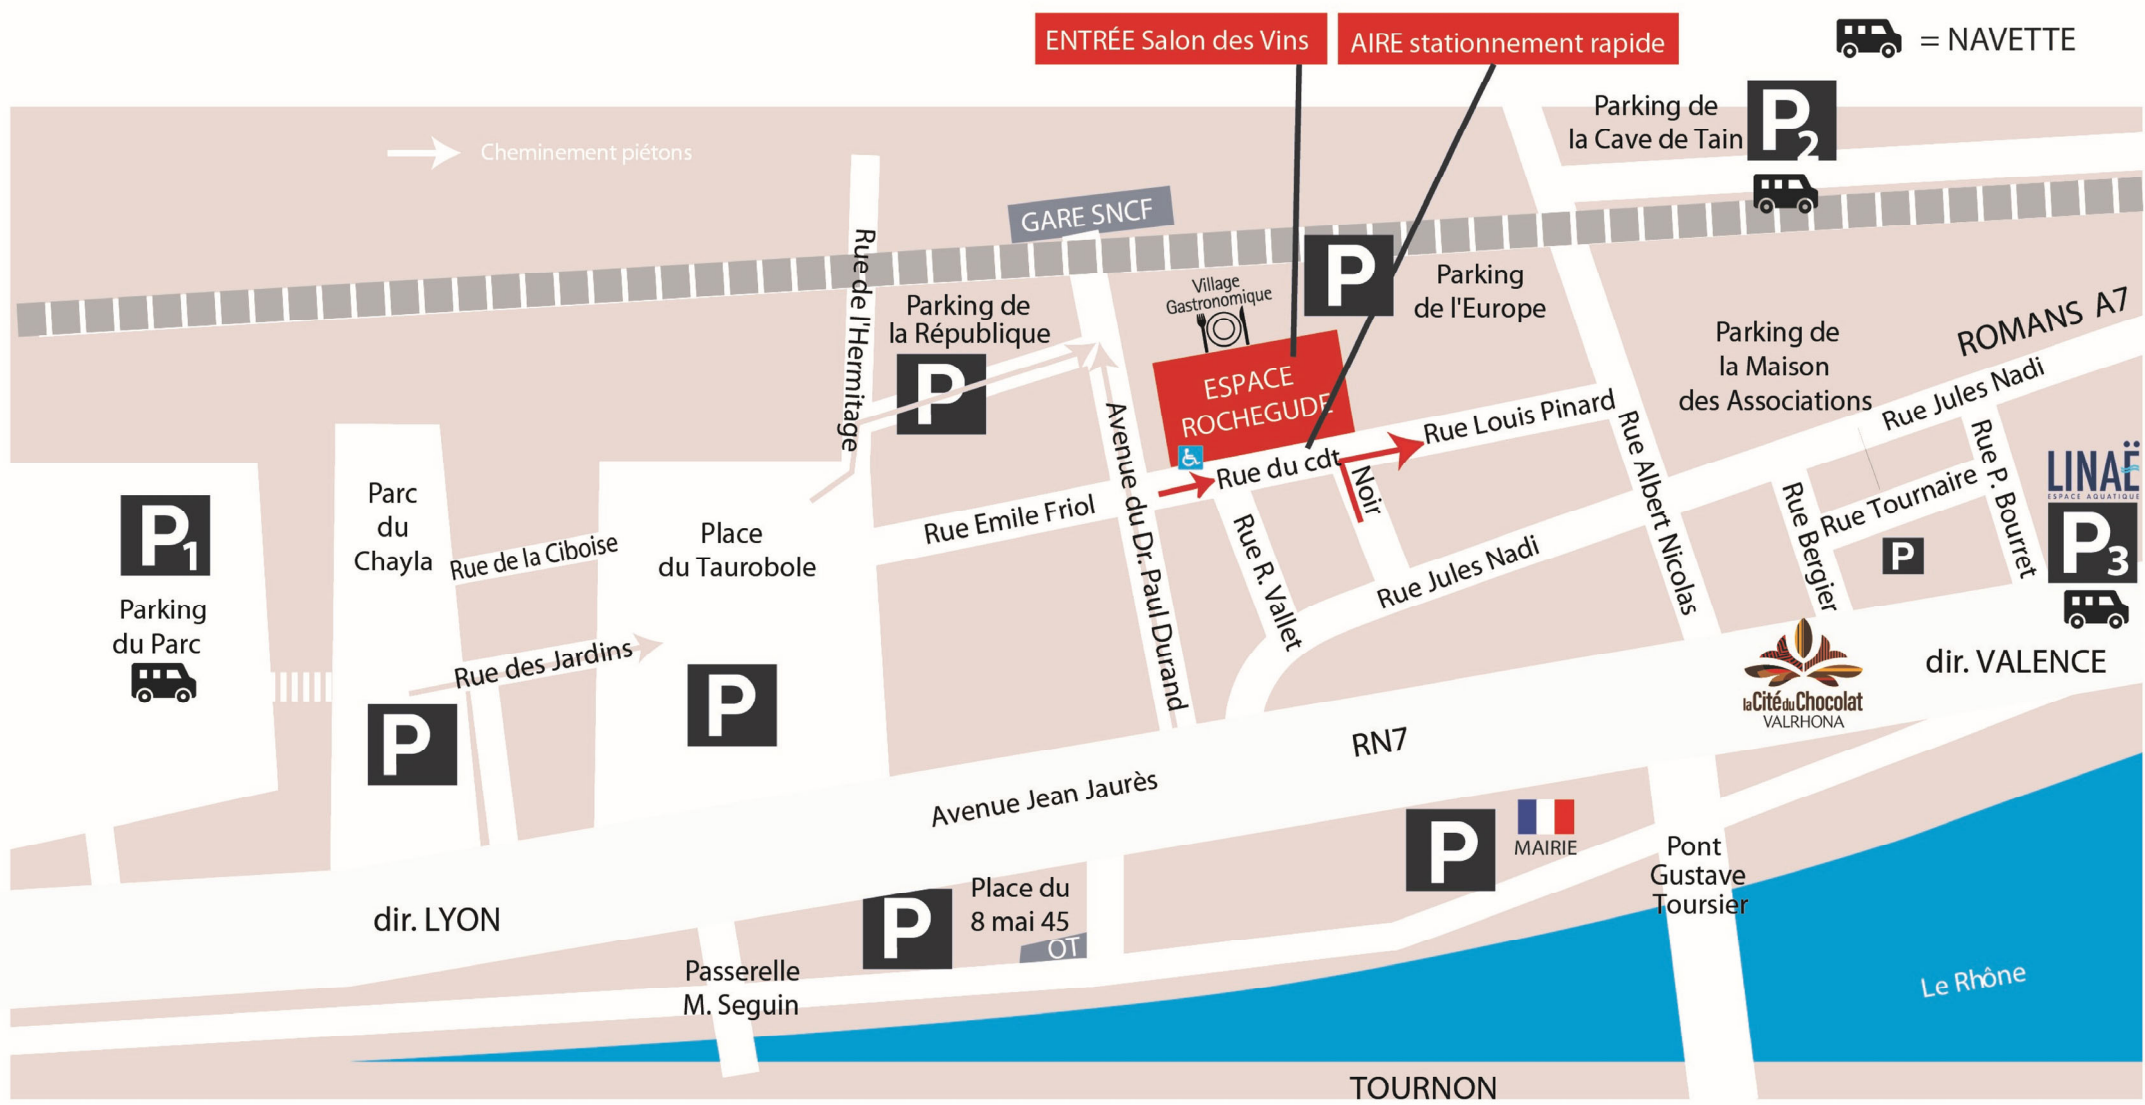 ENTRÉE Salon des Vins
AIRE stationnement rapide
= NAVETTE
Parking de
la Cave de Tain
P2
Cheminement piétons
GARE SNCF
Rue de l'Hermitage
Parking de
la République
P
Village
Gastronomique
P
Parking
de l'Europe
ESPACE
ROCHEGUDE
Parking de
la Maison
des Associations
ROMANS A7
Rue Jules Nadi
Rue Louis Pinard
Rue du cdt
Noir
Rue Emile Friol
Avenue du Dr. Paul Durand
Rue R. Vallet
Rue Jules Nadi
Rue Albert Nicolas
Rue Bergier
Rue Tournaire
Rue P. Bourret
P
LINAË
ESPACE AQUATIQUE
P3
P1
Parking
du Parc
Parc
du
Chayla
Rue de la Ciboise
Place
du Taurobole
Rue des Jardins
P
P
dir. VALENCE
la Cité du Chocolat
VALRHONA
RN7
Avenue Jean Jaurès
P
MAIRIE
Pont
Gustave
Toursier
dir. LYON
P
Place du
8 mai 45
OT
Passerelle
M. Seguin
Le Rhône
TOURNON